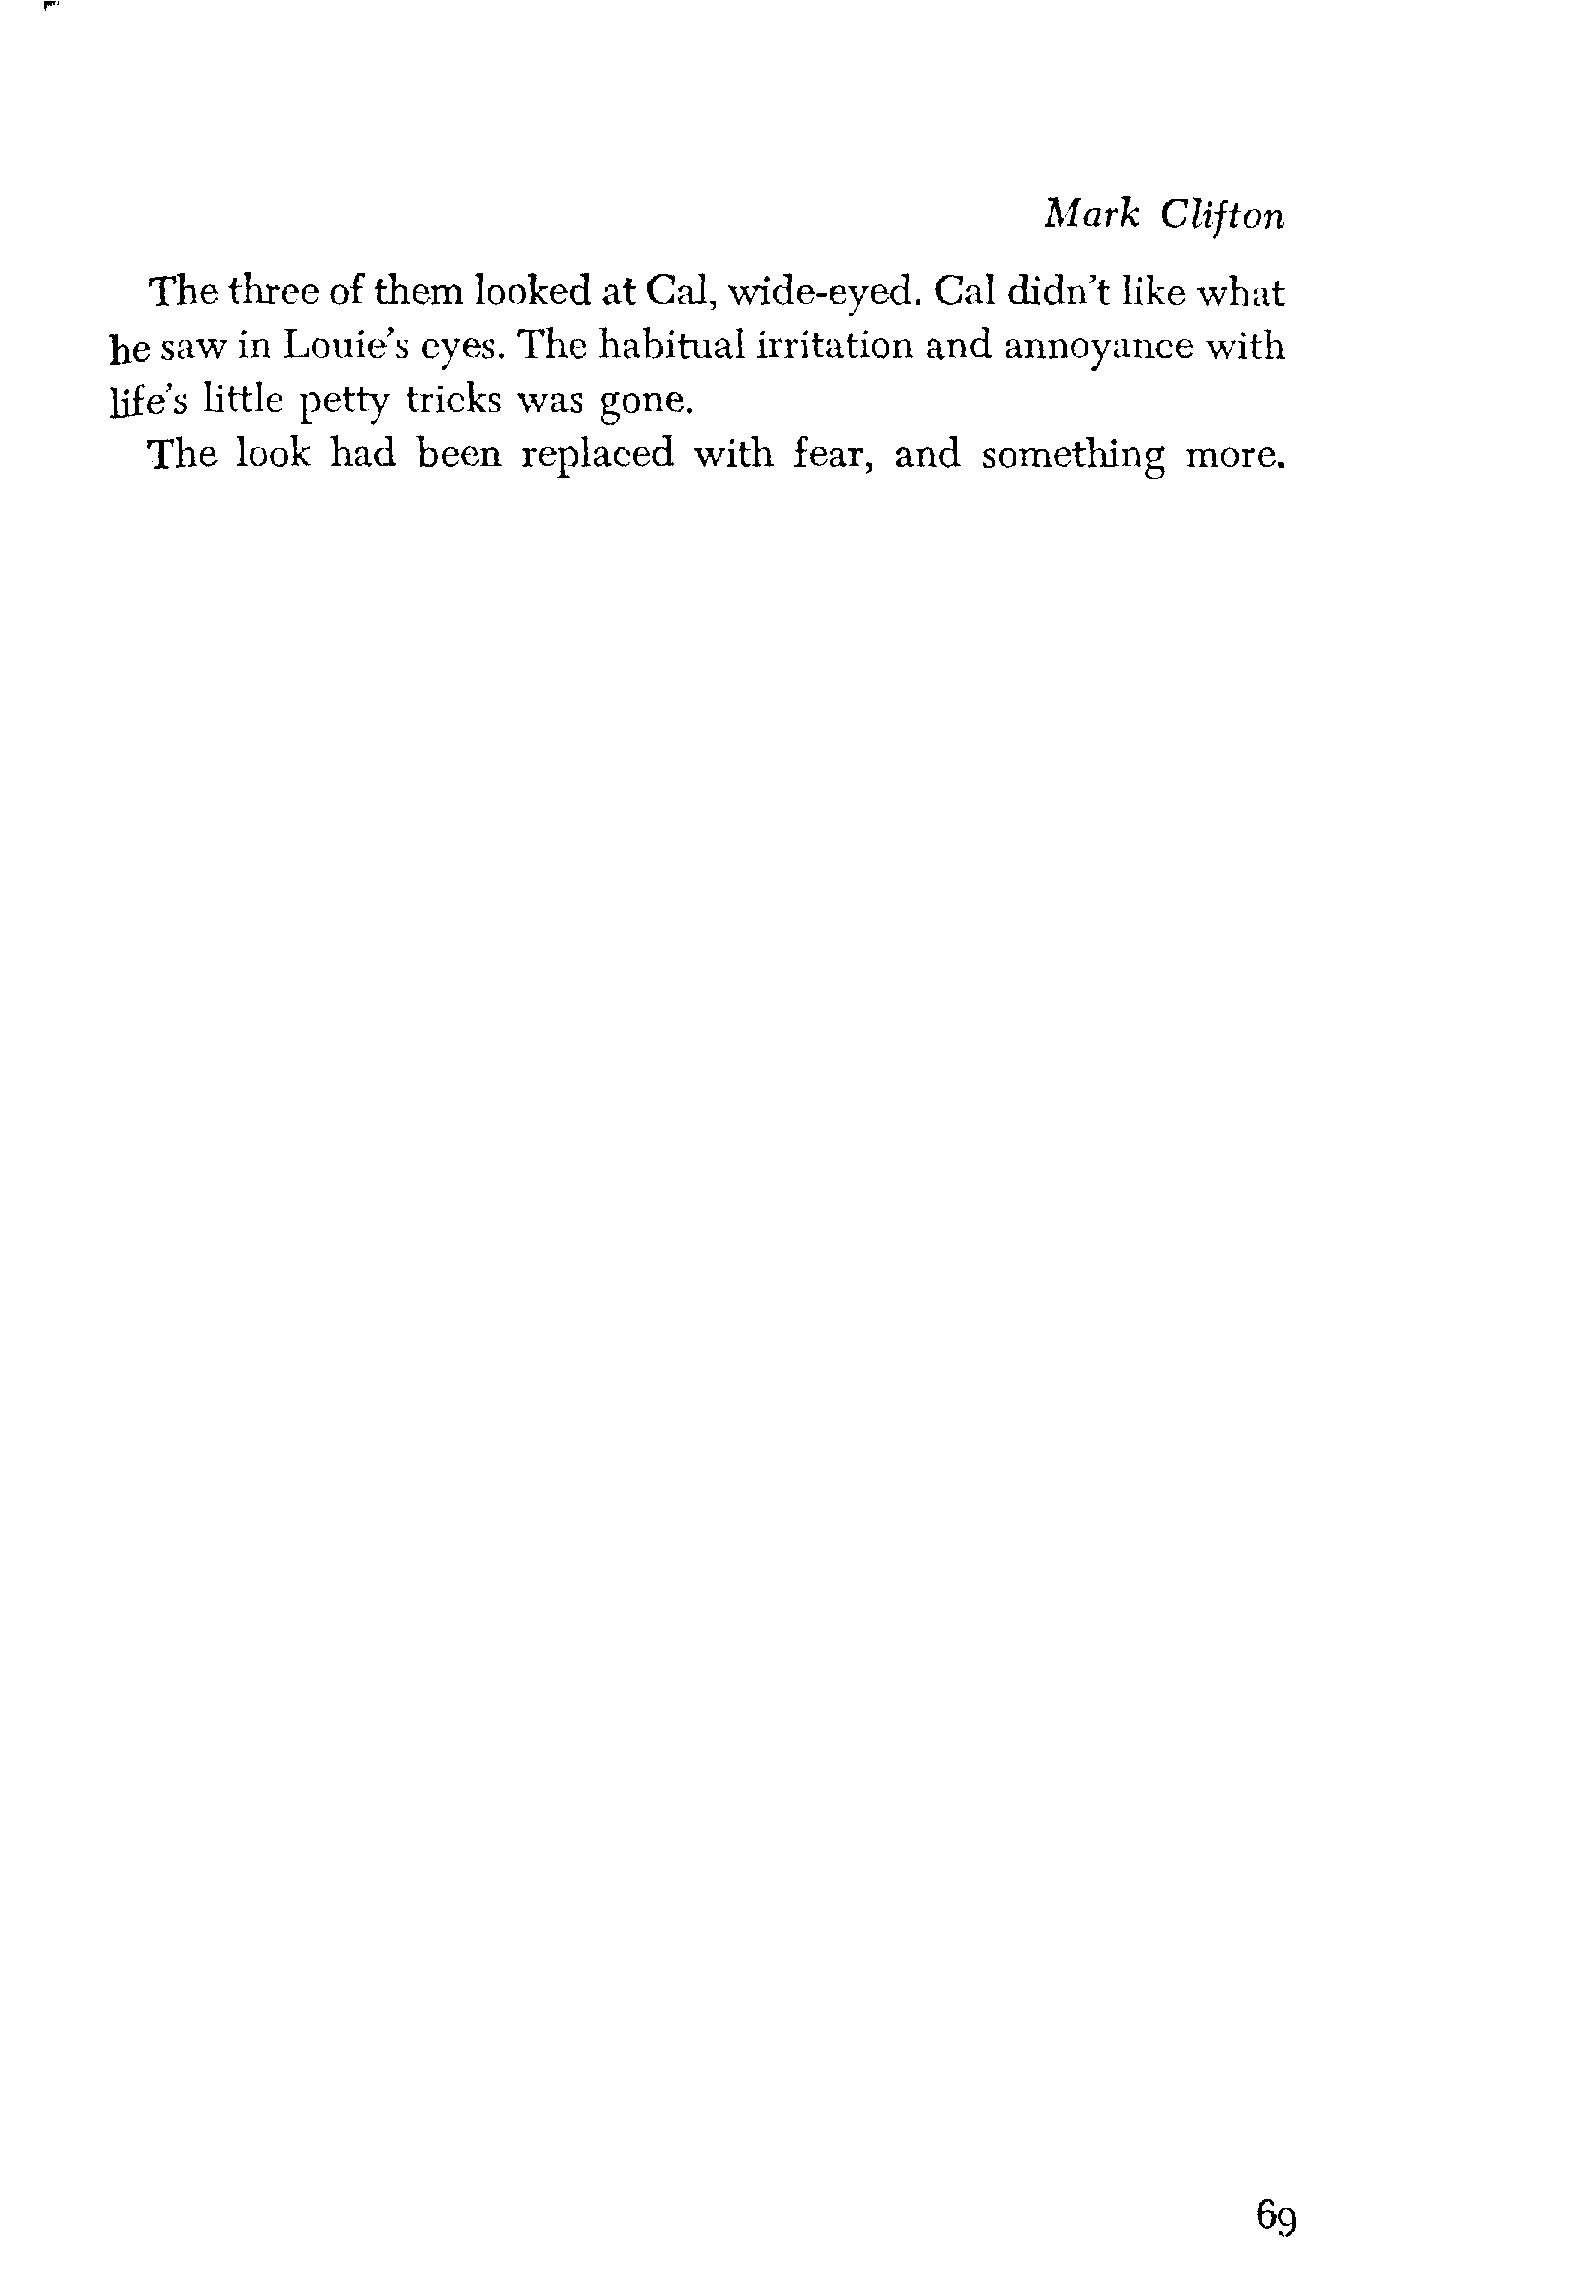 Mark Clifton
The three of them looked at Cal, wide-eyed. Cal didn't like what
he saw in Louie's eyes. The habitual irritation and annoyance with
life's little petty tricks was gone.
The look had been replaced with fear, and something more.
69